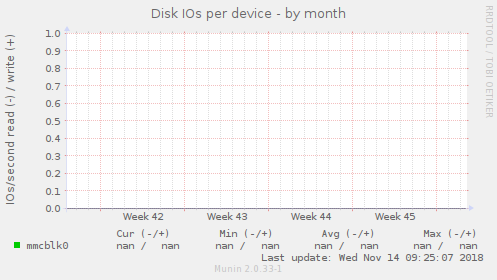 Disk IOs per device - by month
RRDTOOL / TOBI OETIKER
IOs/second read (-) / write (+)
1.0
0.9
0.8
0.7
0.6
0.5
0.4
0.3
0.2
0.1
0.0
Week 42 Week 43 Week 44 Week 45
Cur (-/+) Min (-/+) Avg (-/+) Max (-/+)
mmcblk0 nan / nan nan / nan nan / nan nan / nan
Last update: Wed Nov 14 09:25:07 2018
Munin 2.0.33-1